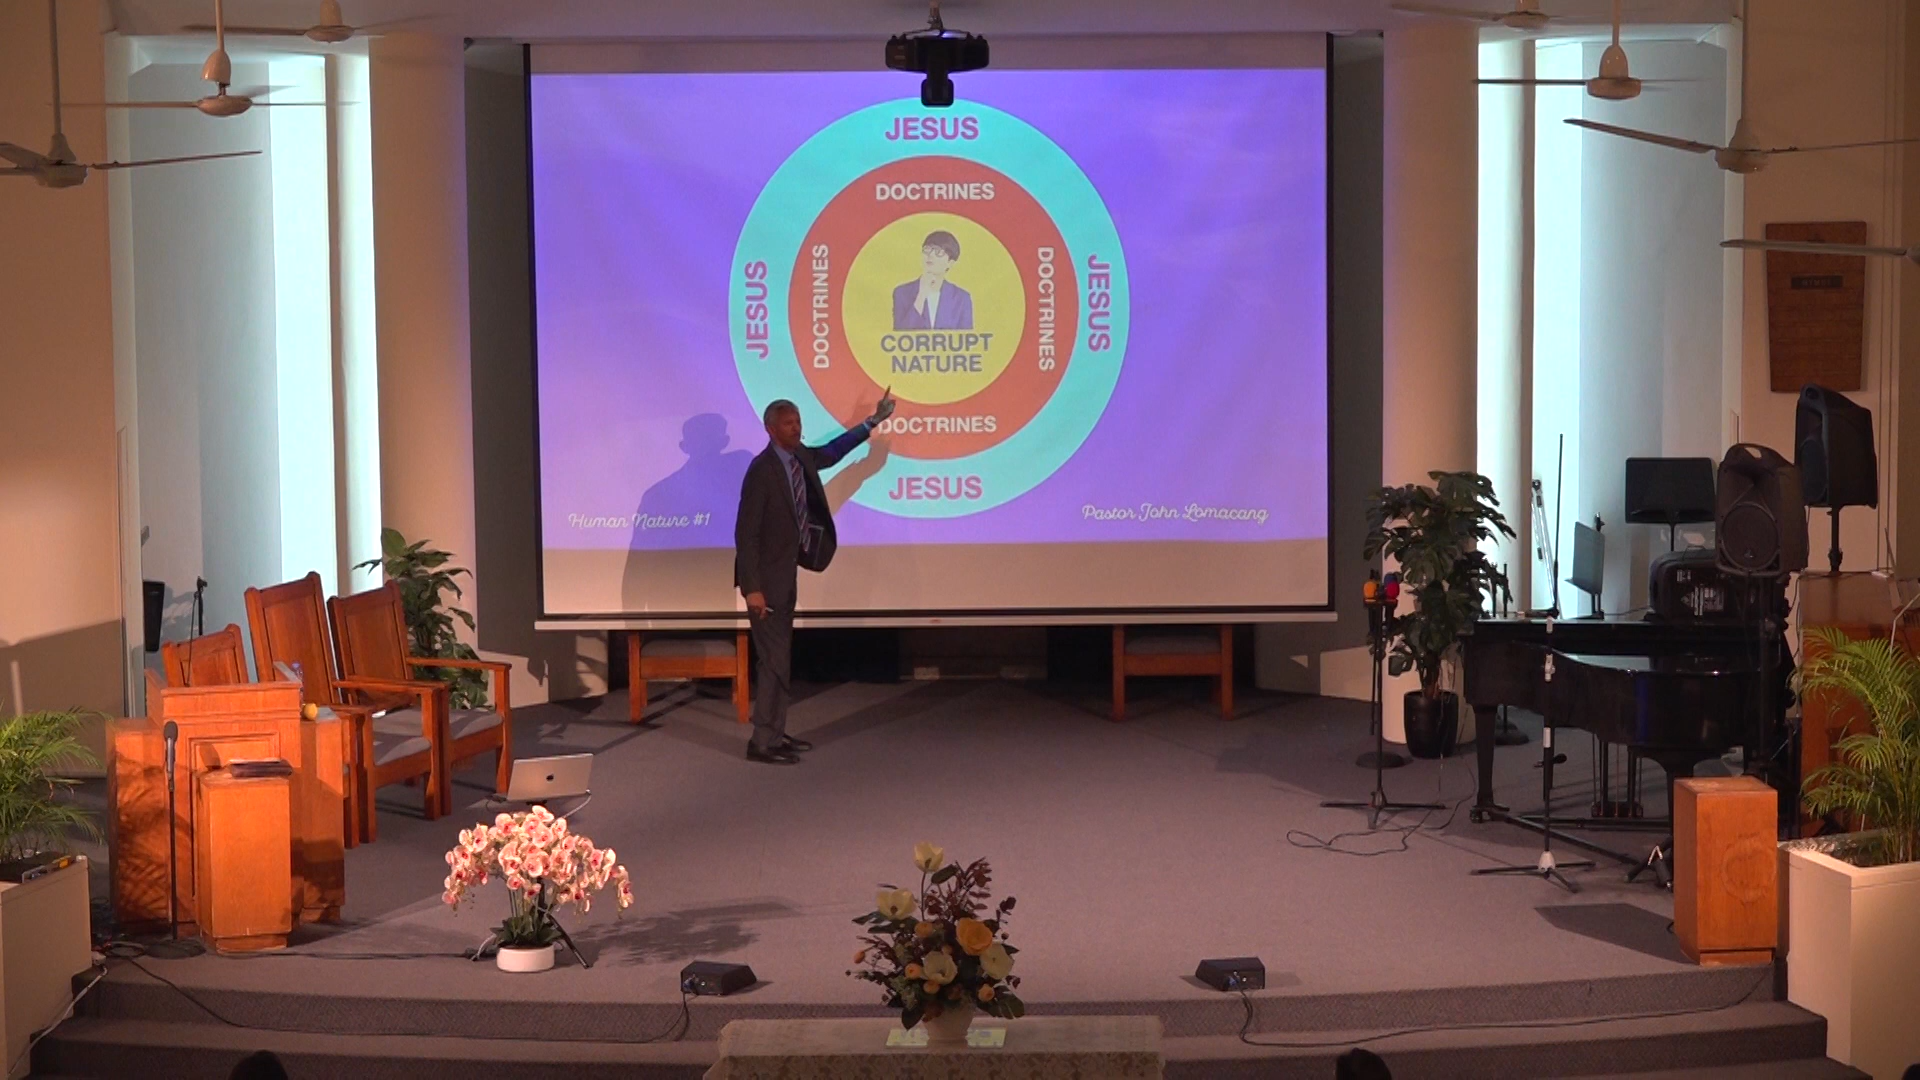 JESUS
DOCTRINES
JESUS
DOCTRINES
DOCTRINES
JESUS
CORRUPT
NATURE
DOCTRINES
JESUS
Human Nature #1
Pastor John Lomacang